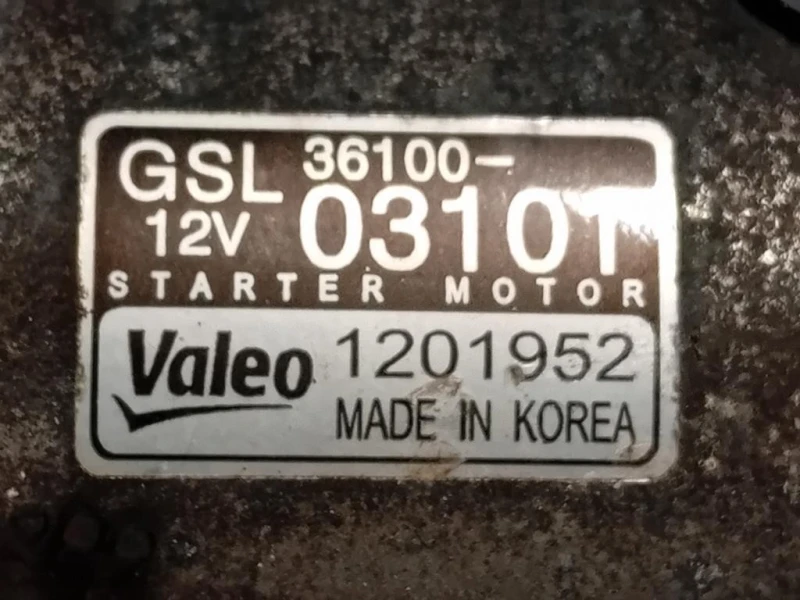 GSL 36100-
12V 03101
STARTER MOTOR
Valeo 1201952
MADE IN KOREA